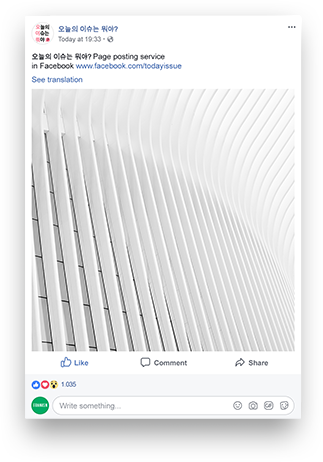 오늘의
이슈는
뭐야
오늘의 이슈는 뭐야?
Today at 19:33
오늘의 이슈는 뭐야? Page posting service
in Facebook www.facebook.com/todayissue
See translation
Like
Comment
Share
1.035
Write something...
GIF